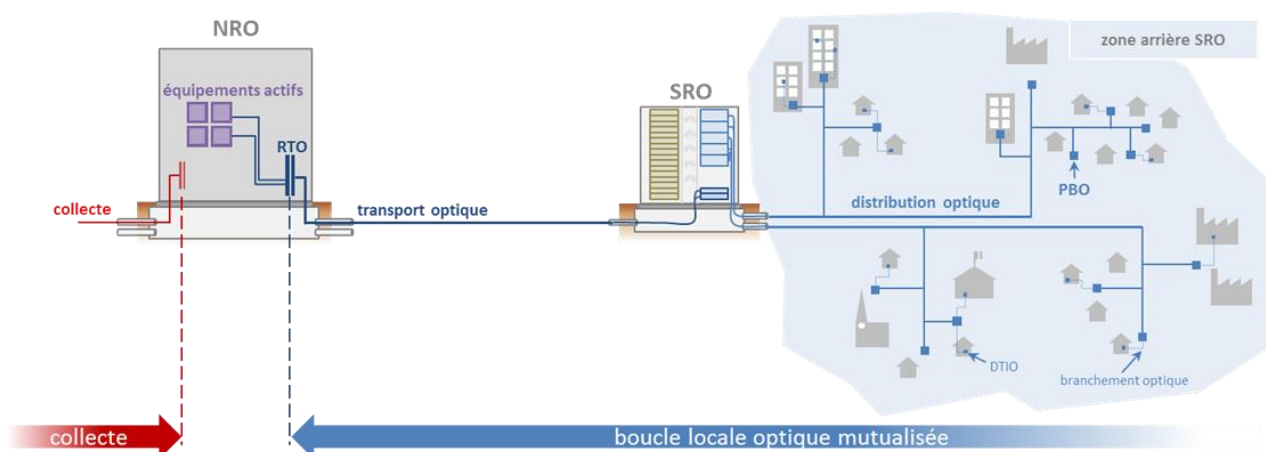 NRO
équipements actifs
RTO
collecte
transport optique
SRO
zone arrière SRO
PBO
distribution optique
DTIO
branchement optique
collecte
boucle locale optique mutualisée